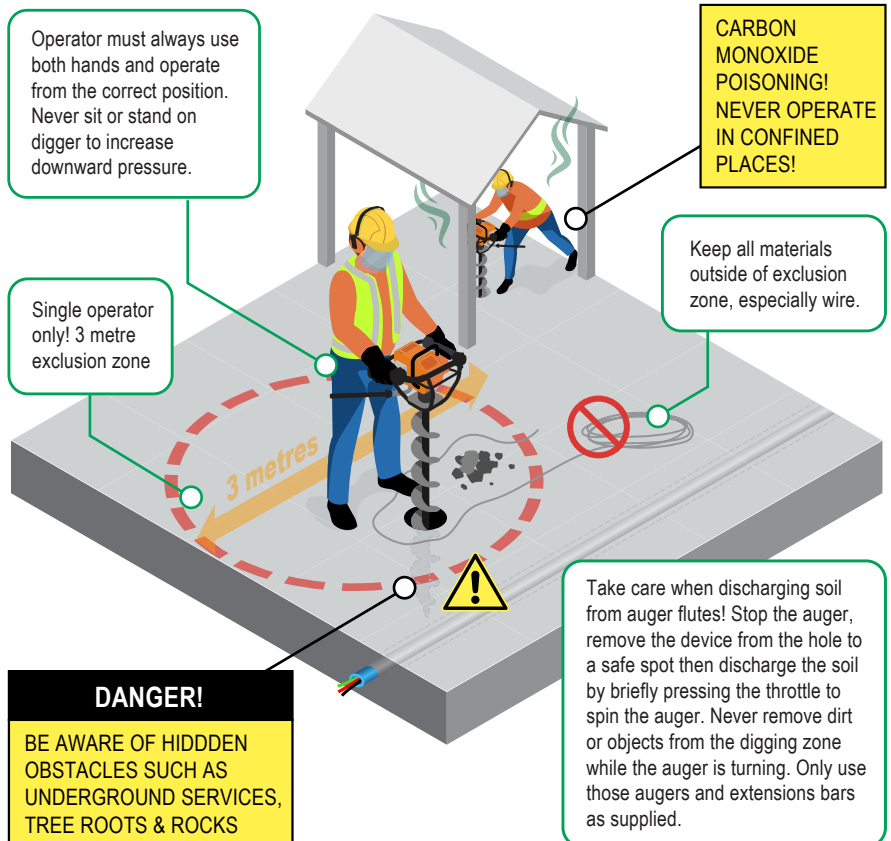 Operator must always use
both hands and operate
from the correct position.
Never sit or stand on
digger to increase
downward pressure.
CARBON
MONOXIDE
POISONING!
NEVER OPERATE
IN CONFINED
PLACES!
Keep all materials
outside of exclusion
zone, especially wire.
Single operator
only! 3 metre
exclusion zone
3 metres
Take care when discharging soil
from auger flutes! Stop the auger,
remove the device from the hole to
a safe spot then discharge the soil
by briefly pressing the throttle to
spin the auger. Never remove dirt
or objects from the digging zone
while the auger is turning. Only use
those augers and extensions bars
as supplied.
DANGER!
BE AWARE OF HIDDDEN
OBSTACLES SUCH AS
UNDERGROUND SERVICES,
TREE ROOTS & ROCKS